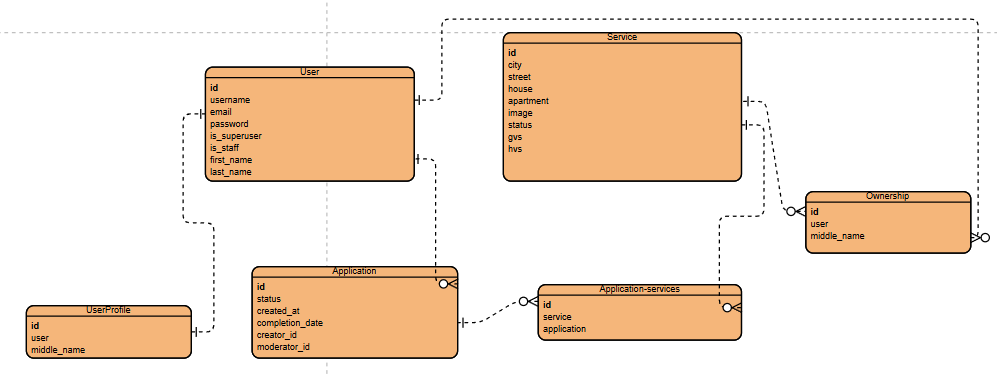 Service
id
city
street
house
apartment
image
status
gvs
hvs
User
id
username
email
password
is_superuser
is_staff
first_name
last_name
Ownership
id
user
middle_name
Application
id
status
created_at
completion_date
creator_id
moderator_id
Application-services
id
service
application
UserProfile
id
user
middle_name